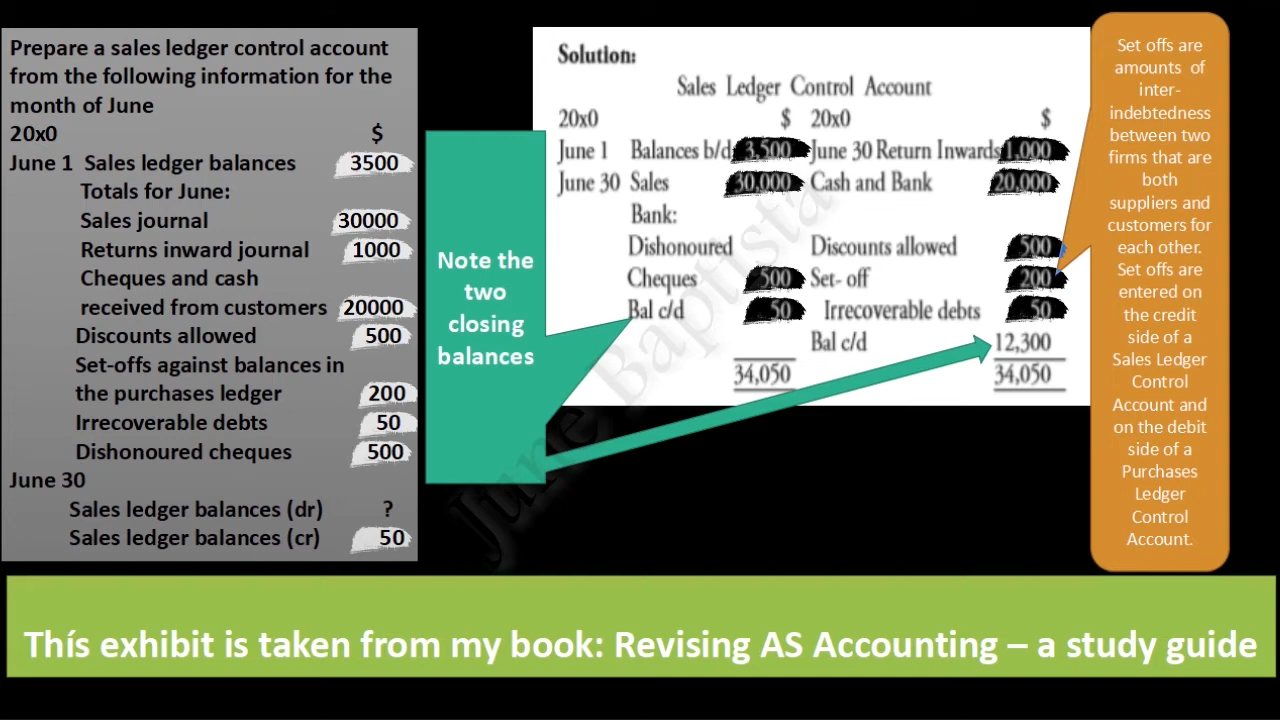 Prepare a sales ledger control account
from the following information for the
month of June
20x0 $
June 1 Sales ledger balances 3500
Totals for June:
Sales journal 30000
Returns inward journal 1000
Cheques and cash
received from customers 20000
Discounts allowed 500
Set-offs against balances in
the purchases ledger 200
Irrecoverable debts 50
Dishonoured cheques 500
June 30
Sales ledger balances (dr) ?
Sales ledger balances (cr) 50
Note the
two
closing
balances
Solution:
Sales Ledger Control Account
20x0 $ 20x0 $
June 1 Balances b/d 3,500 June 30 Return Inwards 1,000
June 30 Sales 30,000 Cash and Bank 20,000
Bank:
Dishonoured Discounts allowed 500
Cheques 500 Set- off 200
Bal c/d 50 Irrecoverable debts 50
Bal c/d 12,300
34,050 34,050
June Baptista
Set offs are
amounts of
inter-
indebtedness
between two
firms that are
both
suppliers and
customers for
each other.
Set offs are
entered on
the credit
side of a
Sales Ledger
Control
Account and
on the debit
side of a
Purchases
Ledger
Control
Account.
Thís exhibit is taken from my book: Revising AS Accounting – a study guide